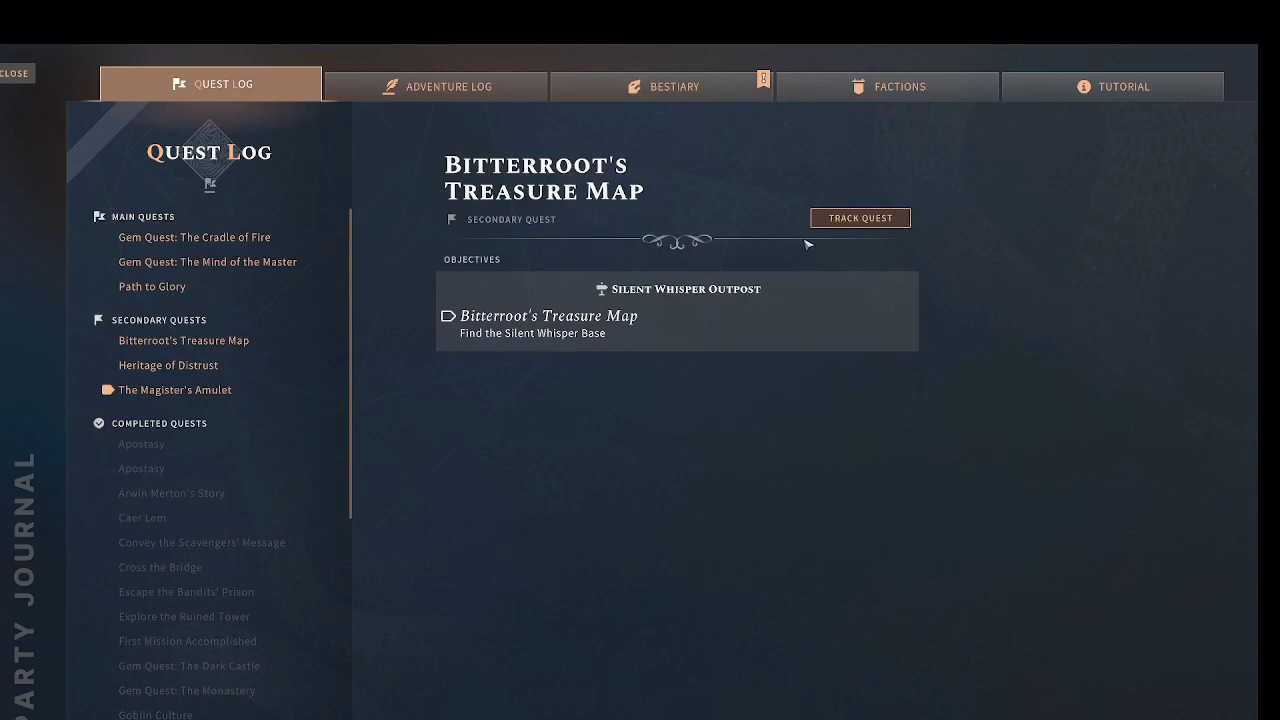 CLOSE
QUEST LOG
ADVENTURE LOG
BESTIARY
FACTIONS
TUTORIAL
QUEST LOG
MAIN QUESTS
Gem Quest: The Cradle of Fire
Gem Quest: The Mind of the Master
Path to Glory
SECONDARY QUESTS
Bitterroot's Treasure Map
Heritage of Distrust
The Magister's Amulet
COMPLETED QUESTS
Apostasy
Apostasy
Arwin Merton's Story
Caer Lem
Convey the Scavengers' Message
Cross the Bridge
Escape the Bandits' Prison
Explore the Ruined Tower
First Mission Accomplished
Gem Quest: The Dark Castle
Gem Quest: The Monastery
Goblin Culture
BITTERROOT'S
TREASURE MAP
SECONDARY QUEST
TRACK QUEST
OBJECTIVES
SILENT WHISPER OUTPOST
Bitterroot's Treasure Map
Find the Silent Whisper Base
PARTY JOURNAL